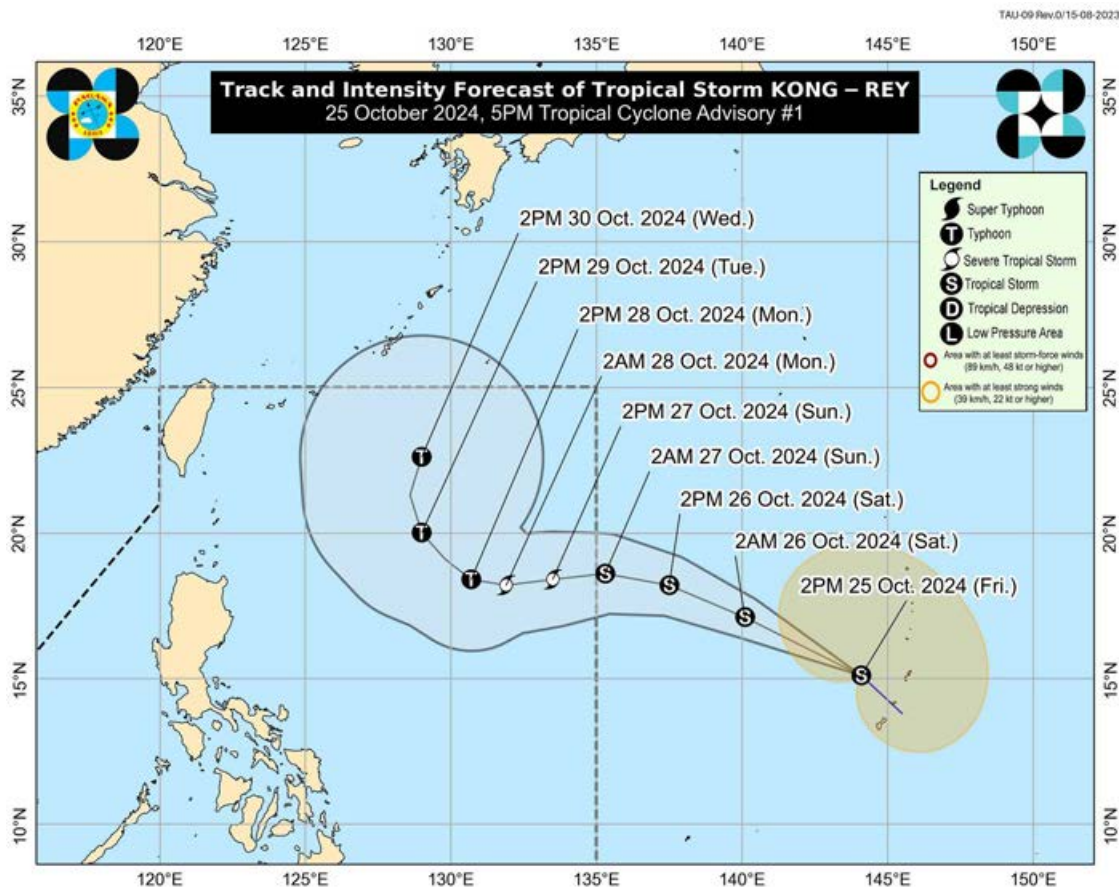 TAU-09 Rev.0/15-08-2023
120°E 125°E 130°E 135°E 140°E 145°E 150°E
Track and Intensity Forecast of Tropical Storm KONG – REY
25 October 2024, 5PM Tropical Cyclone Advisory #1
35°N
35°N
Legend
Super Typhoon
T Typhoon
Severe Tropical Storm
S Tropical Storm
D Tropical Depression
L Low Pressure Area
Area with at least storm-force winds
(89 km/h, 48 kt or higher)
Area with at least strong winds
(39 km/h, 22 kt or higher)
2PM 30 Oct. 2024 (Wed.)
30°N
30°N
2PM 29 Oct. 2024 (Tue.)
2PM 28 Oct. 2024 (Mon.)
2AM 28 Oct. 2024 (Mon.)
25°N
25°N
2PM 27 Oct. 2024 (Sun.)
2AM 27 Oct. 2024 (Sun.)
2PM 26 Oct. 2024 (Sat.)
2AM 26 Oct. 2024 (Sat.)
2PM 25 Oct. 2024 (Fri.)
T
20°N
T
20°N
T S S S
S
15°N
15°N
10°N
10°N
120°E 125°E 130°E 135°E 140°E 145°E 150°E